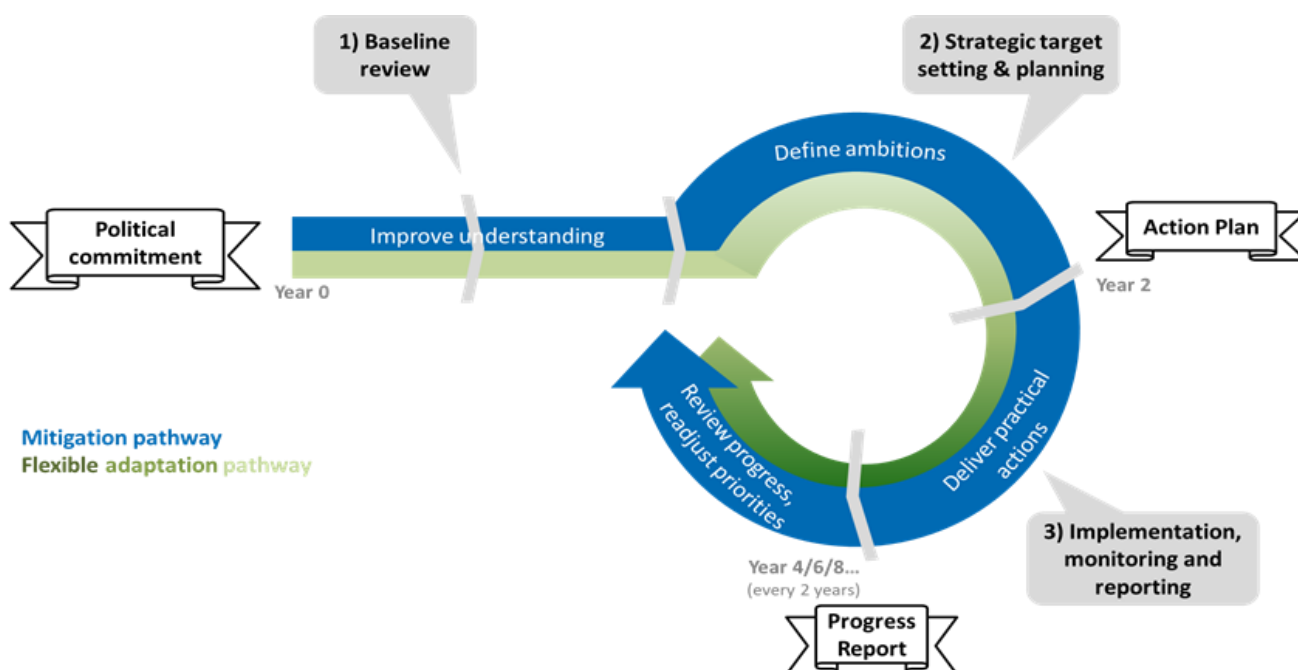 1) Baseline
review
2) Strategic target
setting & planning
Define ambitions
Political
commitment
Improve understanding
Action Plan
Year 0
Year 2
Mitigation pathway
Flexible adaptation pathway
Review progress,
readjust priorities
Deliver practical
actions
3) Implementation,
monitoring and
reporting
Year 4/6/8...
(every 2 years)
Progress
Report